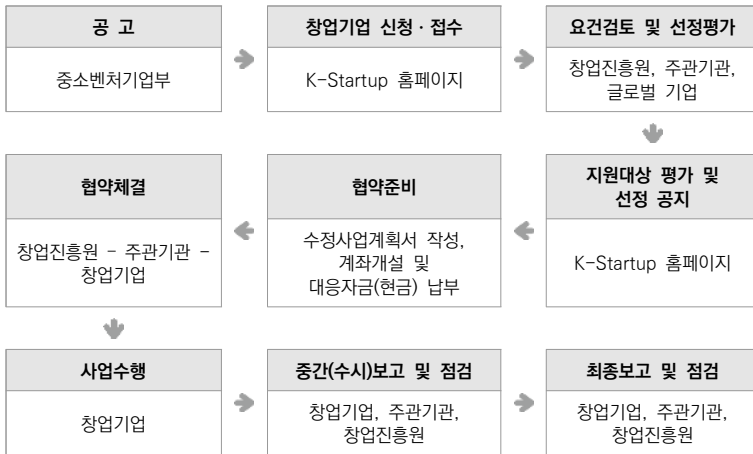 공 고
중소벤처기업부
창업기업 신청 · 접수
K-Startup 홈페이지
요건검토 및 선정평가
창업진흥원, 주관기관,
글로벌 기업
지원대상 평가 및
선정 공지
K-Startup 홈페이지
협약준비
수정사업계획서 작성,
계좌개설 및
대응자금(현금) 납부
협약체결
창업진흥원 - 주관기관 -
창업기업
사업수행
창업기업
중간(수시)보고 및 점검
창업기업, 주관기관,
창업진흥원
최종보고 및 점검
창업기업, 주관기관,
창업진흥원